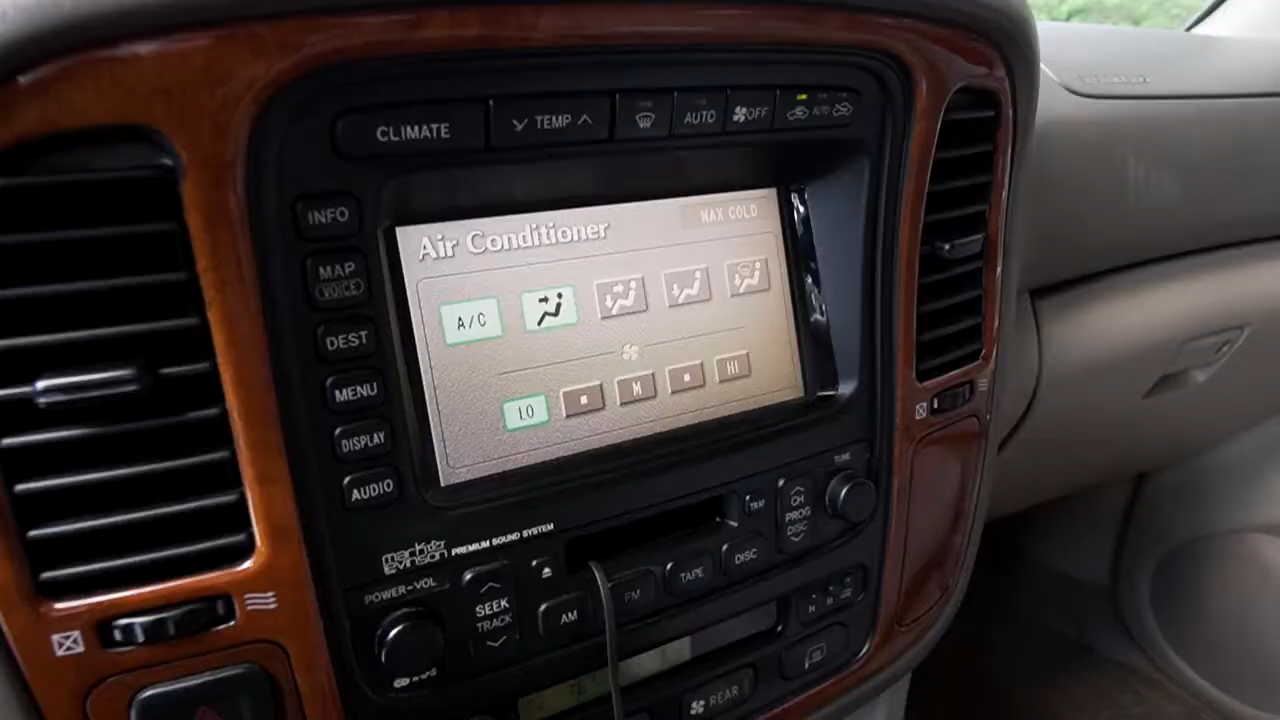 CLIMATE
TEMP
AUTO
OFF
AUTO
INFO
MAP
VOICE
DEST
MENU
DISPLAY
AUDIO
Air Conditioner
MAX COLD
A/C
LO
M
HI
mark
levinson
PREMIUM SOUND SYSTEM
POWER-VOL
SEEK
TRACK
AM
FM
TAPE
DISC
CH
PROG
DISC
TUNE
REAR